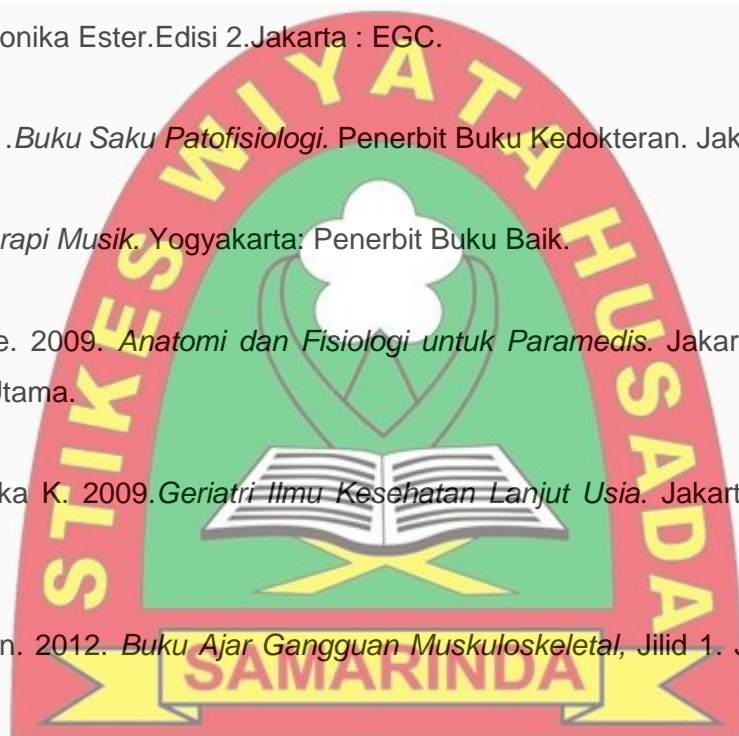 onika Ester.Edisi 2.Jakarta : EGC.
.Buku Saku Patofisiologi. Penerbit Buku Kedokteran. Jak
rapi Musik. Yogyakarta: Penerbit Buku Baik.
e. 2009. Anatomi dan Fisiologi untuk Paramedis. Jakar
Utama.
ka K. 2009.Geriatri Ilmu Kesehatan Lanjut Usia. Jakart
n. 2012. Buku Ajar Gangguan Muskuloskeletal, Jilid 1. J
STIKES WIYATA HUSADA
SAMARINDA